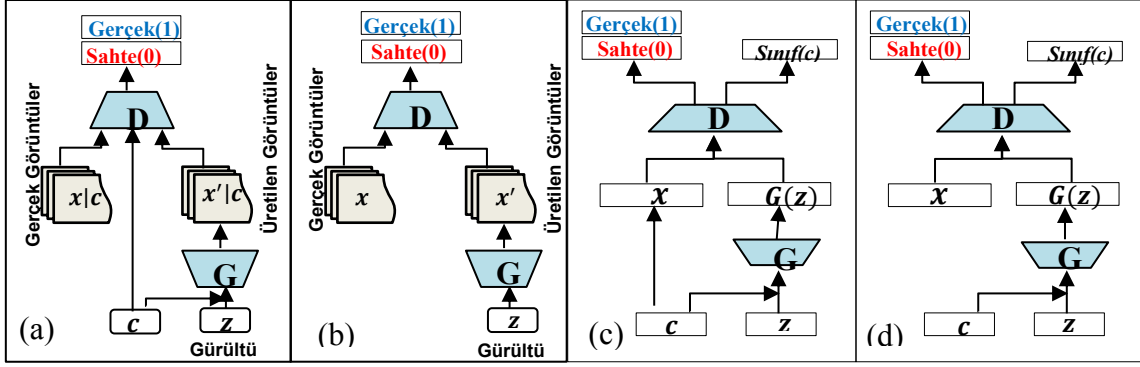 Gerçek(1)
Sahte(0)
D
Gerçek Görüntüler
x|c
x′|c
Üretilen Görüntüler
G
c
z
Gürültü
(a)
Gerçek(1)
Sahte(0)
D
Gerçek Görüntüler
x
x′
Üretilen Görüntüler
G
z
Gürültü
(b)
Gerçek(1)
Sahte(0)
Sınıf(c)
D
x
G(z)
G
c
z
(c)
Gerçek(1)
Sahte(0)
Sınıf(c)
D
x
G(z)
G
c
z
(d)